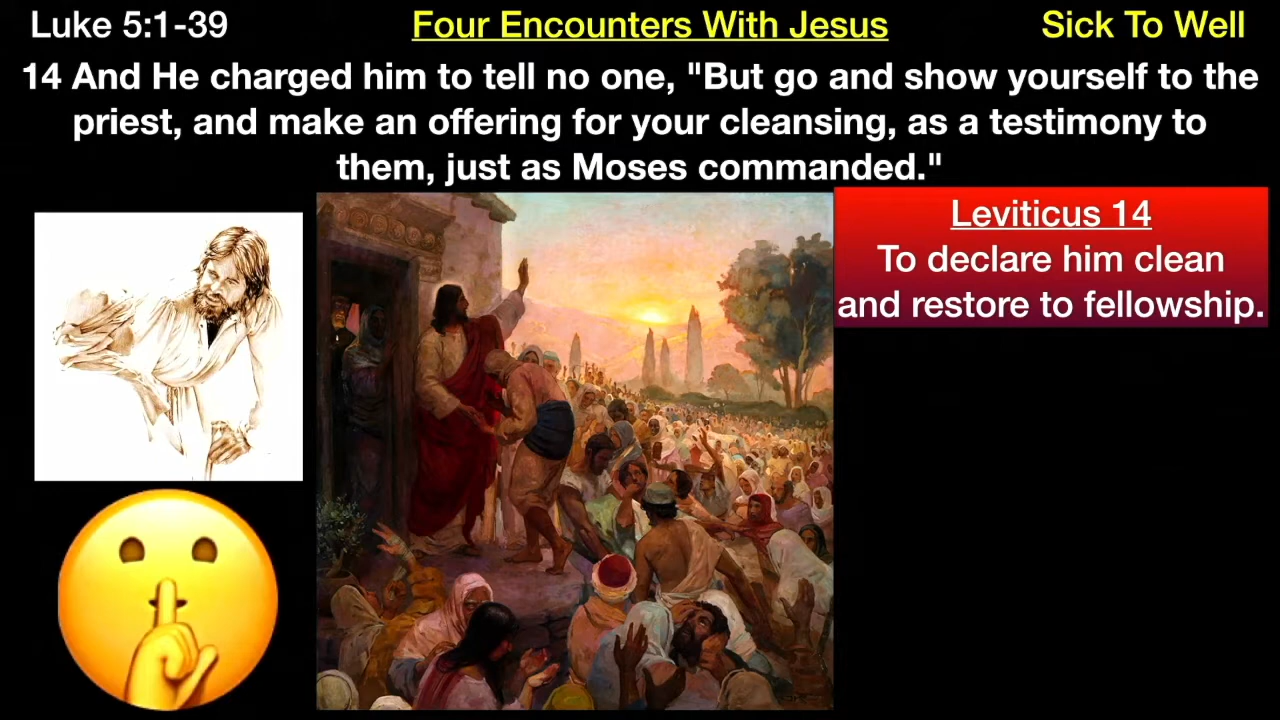 Luke 5:1-39
Four Encounters With Jesus
Sick To Well
14 And He charged him to tell no one, "But go and show yourself to the
priest, and make an offering for your cleansing, as a testimony to
them, just as Moses commanded."
Leviticus 14
To declare him clean
and restore to fellowship.